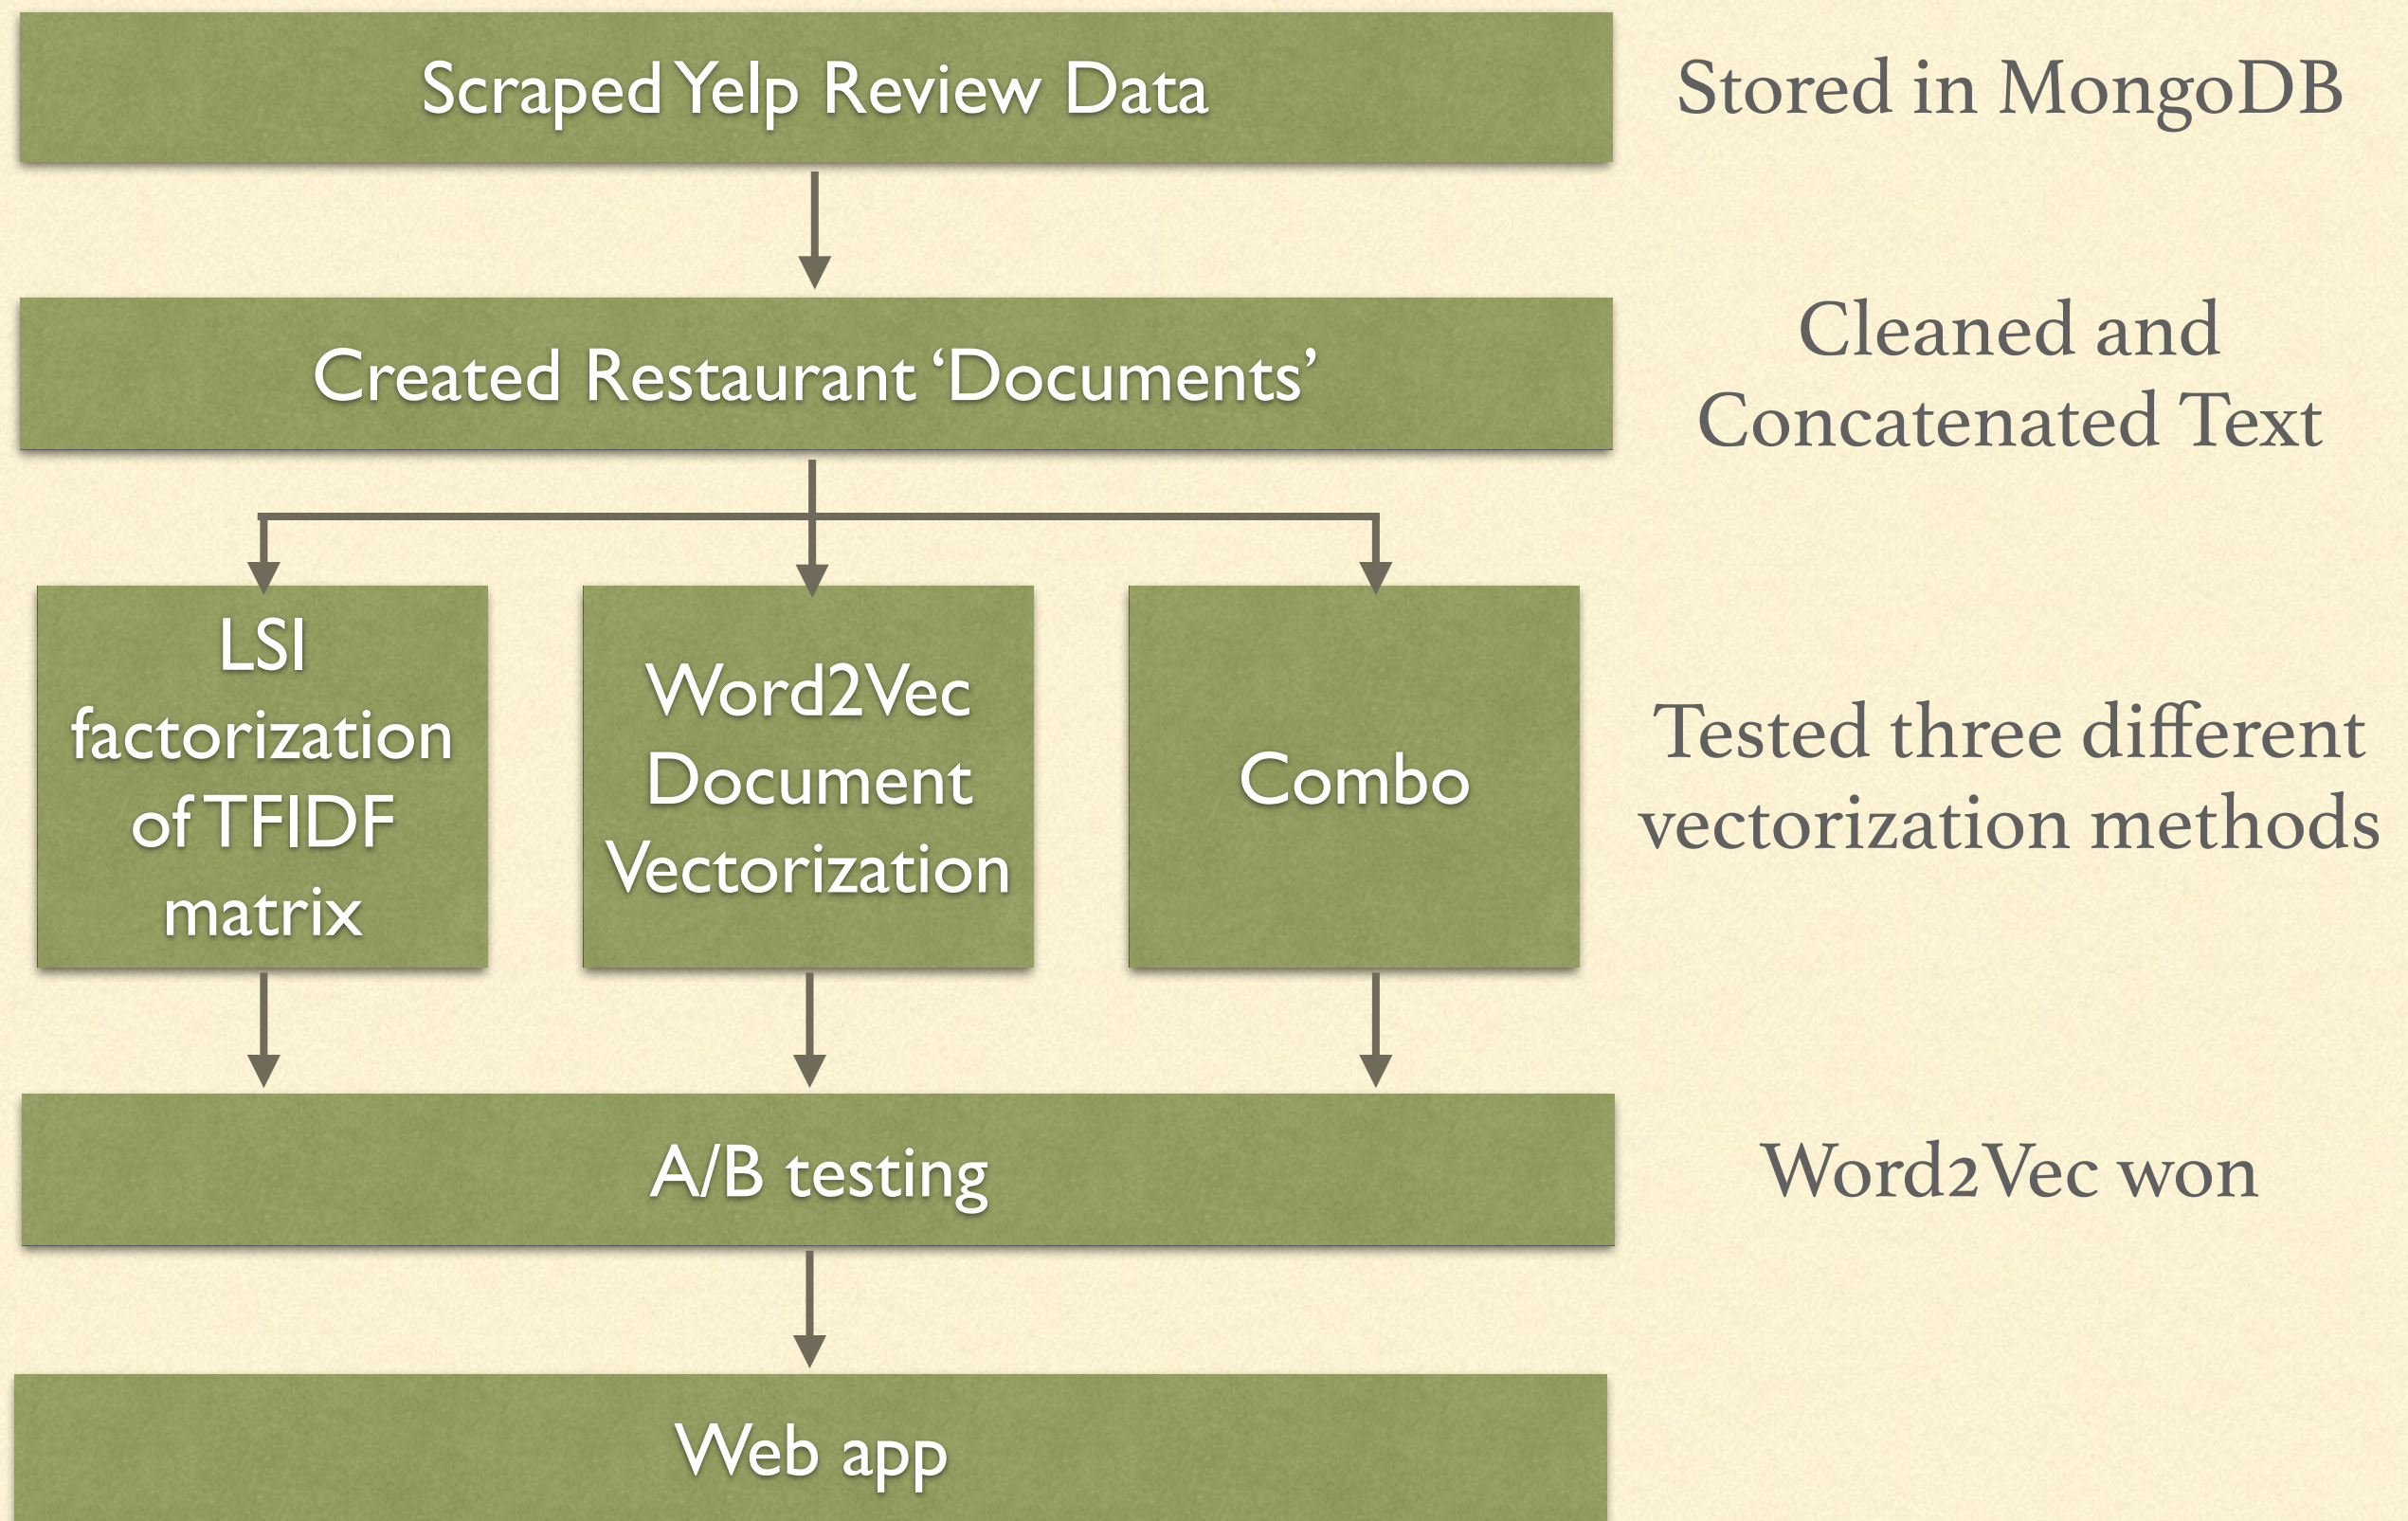 Scraped Yelp Review Data
Stored in MongoDB
Created Restaurant ‘Documents’
Cleaned and
Concatenated Text
LSI
factorization
of TFIDF
matrix
Word2Vec
Document
Vectorization
Combo
Tested three different
vectorization methods
A/B testing
Word2Vec won
Web app